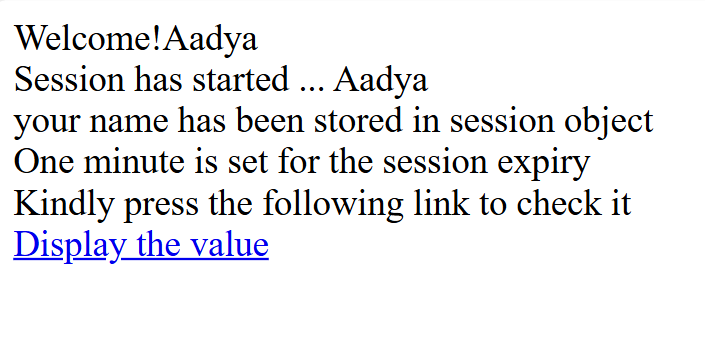 Welcome!Aadya
Session has started ... Aadya
your name has been stored in session object
One minute is set for the session expiry
Kindly press the following link to check it
Display the value